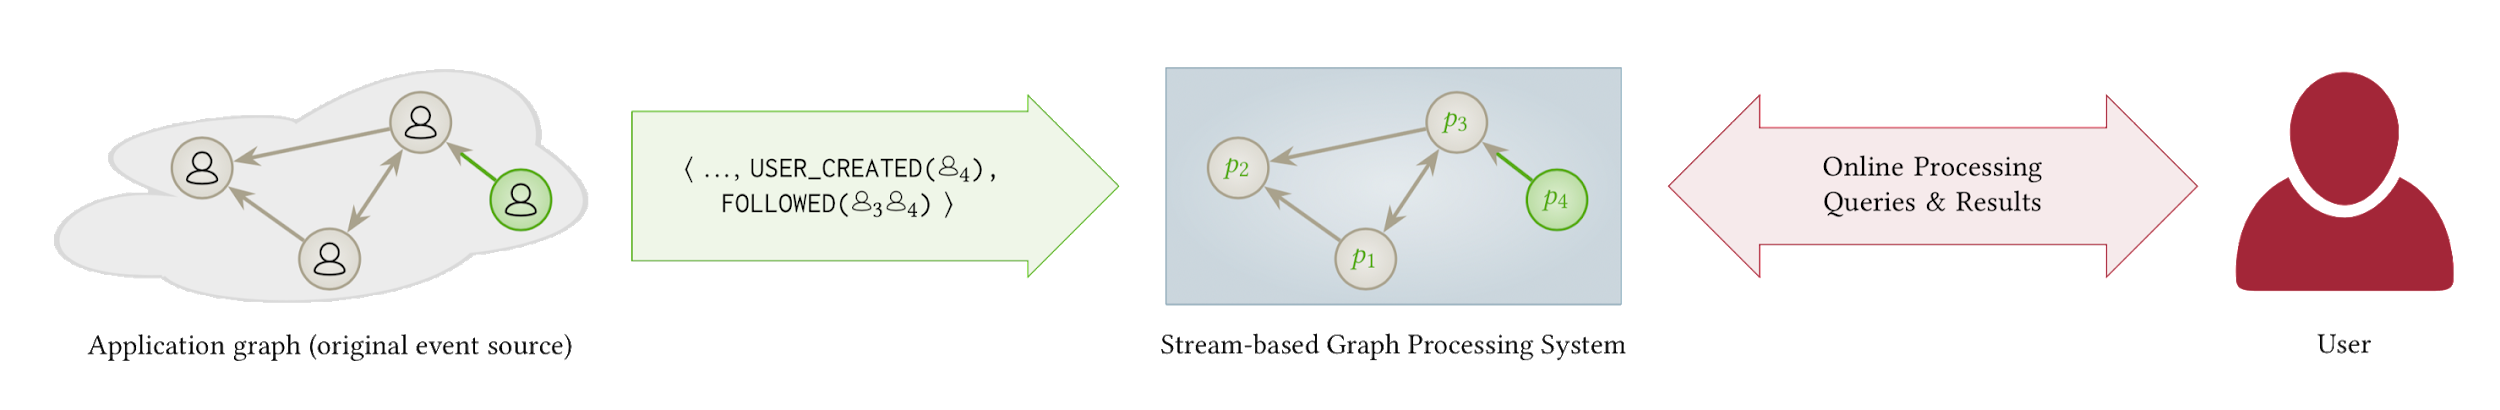 ⟨ ..., USER_CREATED(4),
FOLLOWED(34) ⟩
p2
p3
p4
p1
Online Processing
Queries & Results
Application graph (original event source)
Stream-based Graph Processing System
User